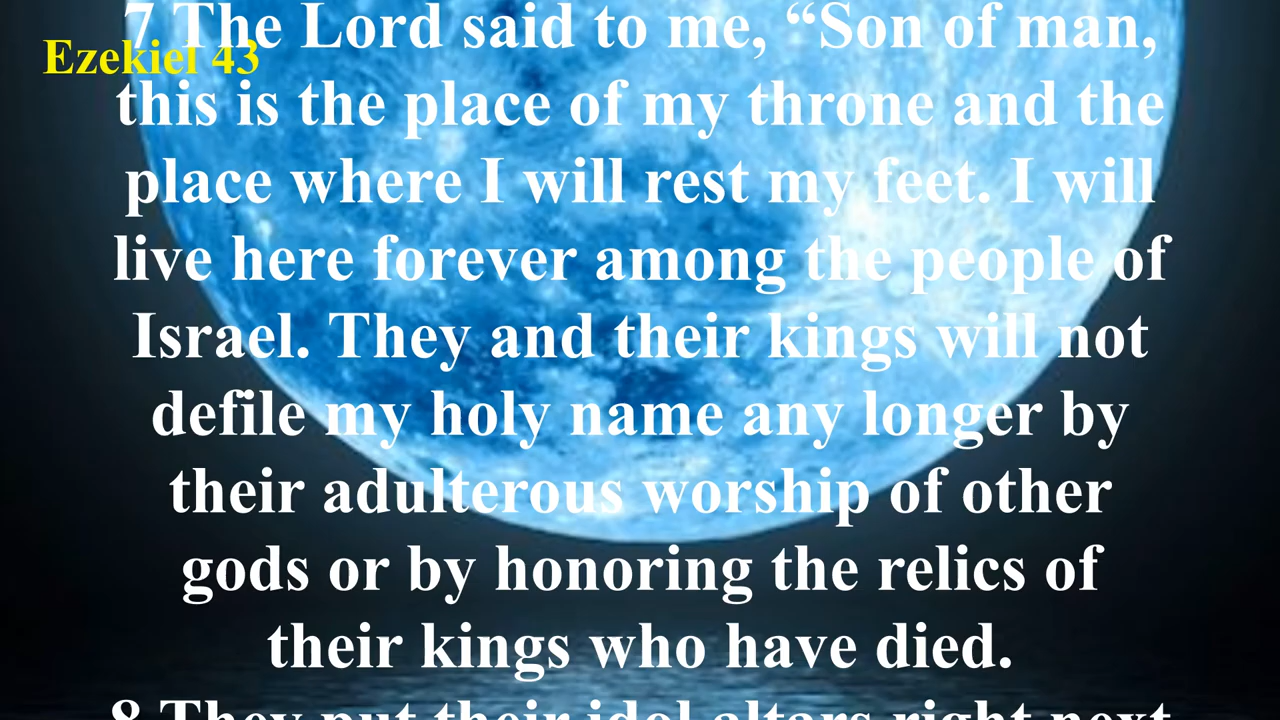 7 The Lord said to me, “Son of man,
Ezekiel 43
this is the place of my throne and the
place where I will rest my feet. I will
live here forever among the people of
Israel. They and their kings will not
defile my holy name any longer by
their adulterous worship of other
gods or by honoring the relics of
their kings who have died.
8 They put their idol altars right next